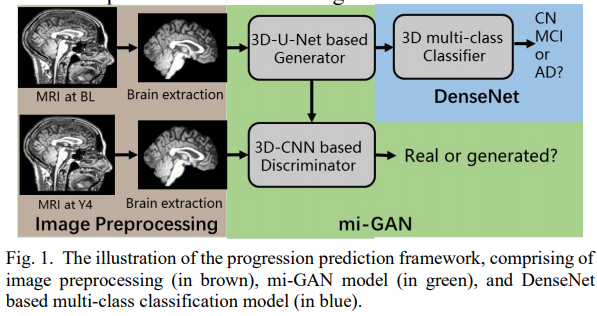 3D-U-Net based
Generator
3D multi-class
Classifier
CN
MCI
or
AD?
MRI at BL
Brain extraction
DenseNet
3D-CNN based
Discriminator
Real or generated?
MRI at Y4
Brain extraction
Image Preprocessing
mi-GAN
Fig. 1. The illustration of the progression prediction framework, comprising of
image preprocessing (in brown), mi-GAN model (in green), and DenseNet
based multi-class classification model (in blue).